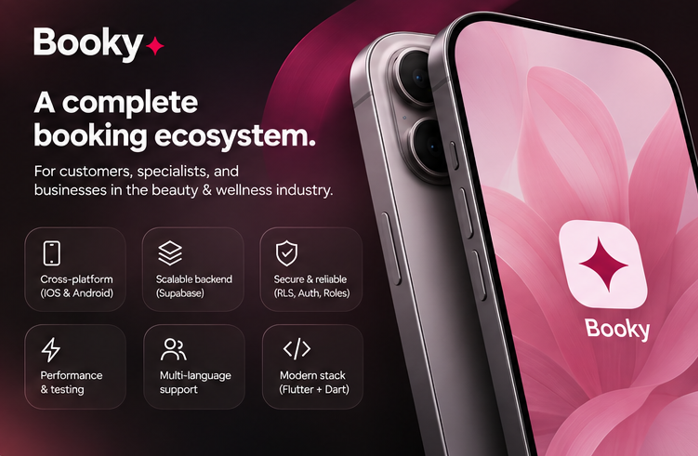 Booky
A complete
booking ecosystem.
For customers, specialists, and
businesses in the beauty & wellness industry.
Cross-platform
(IOS & Android)
Scalable backend
(Supabase)
Secure & reliable
(RLS, Auth, Roles)
Performance
& testing
Multi-language
support
Modern stack
(Flutter + Dart)
Booky